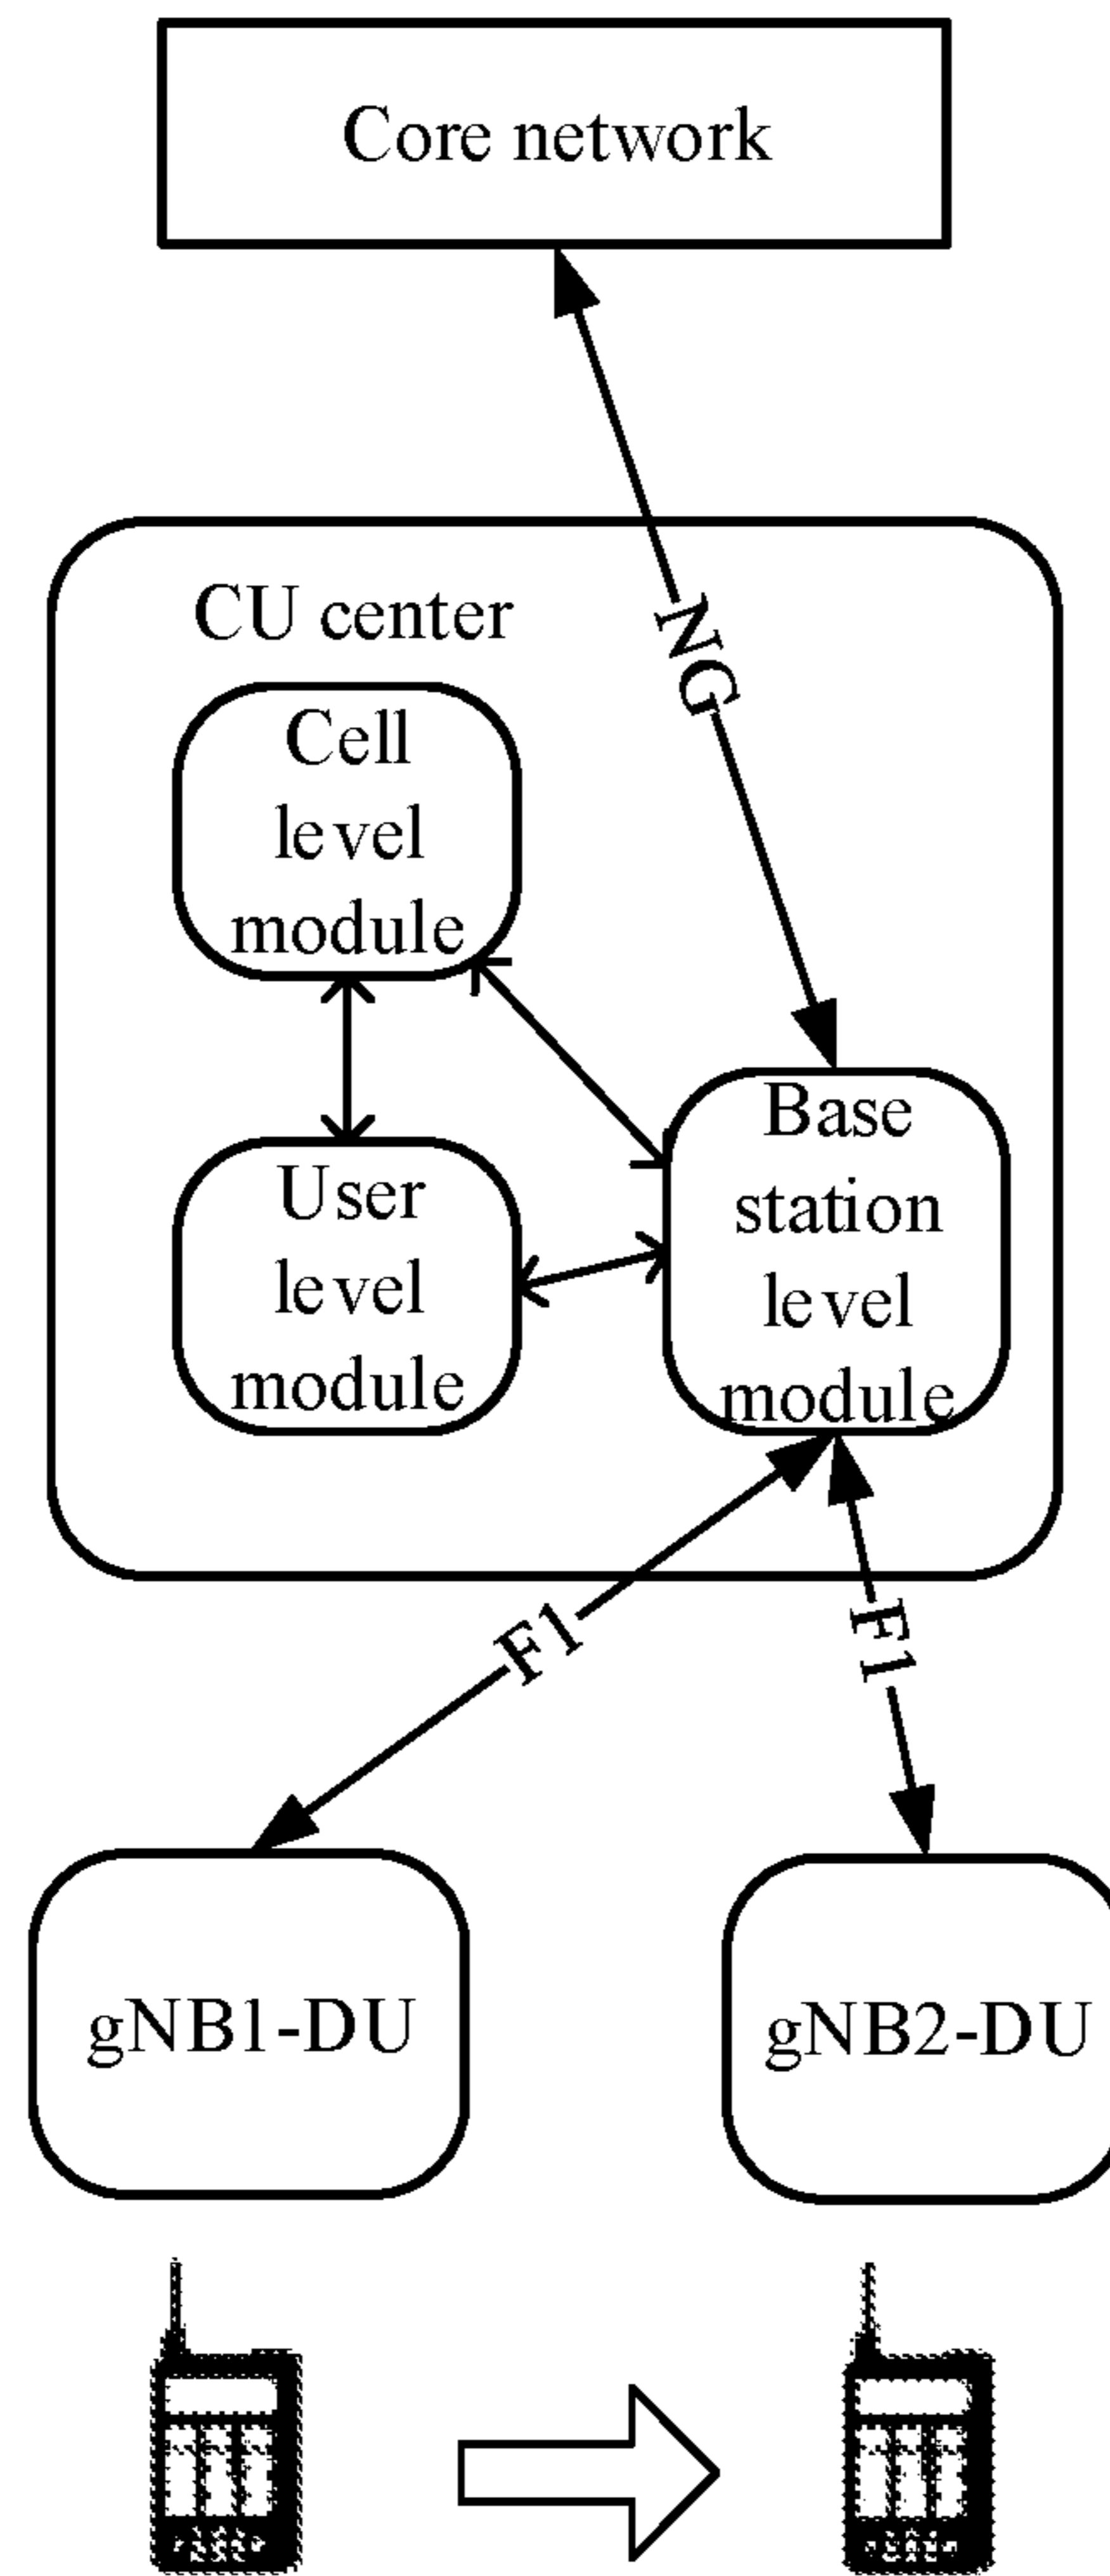 Core network
NG
CU center
Cell
level
module
User
level
module
Base
station
level
module
F1
F1
gNB1-DU
gNB2-DU